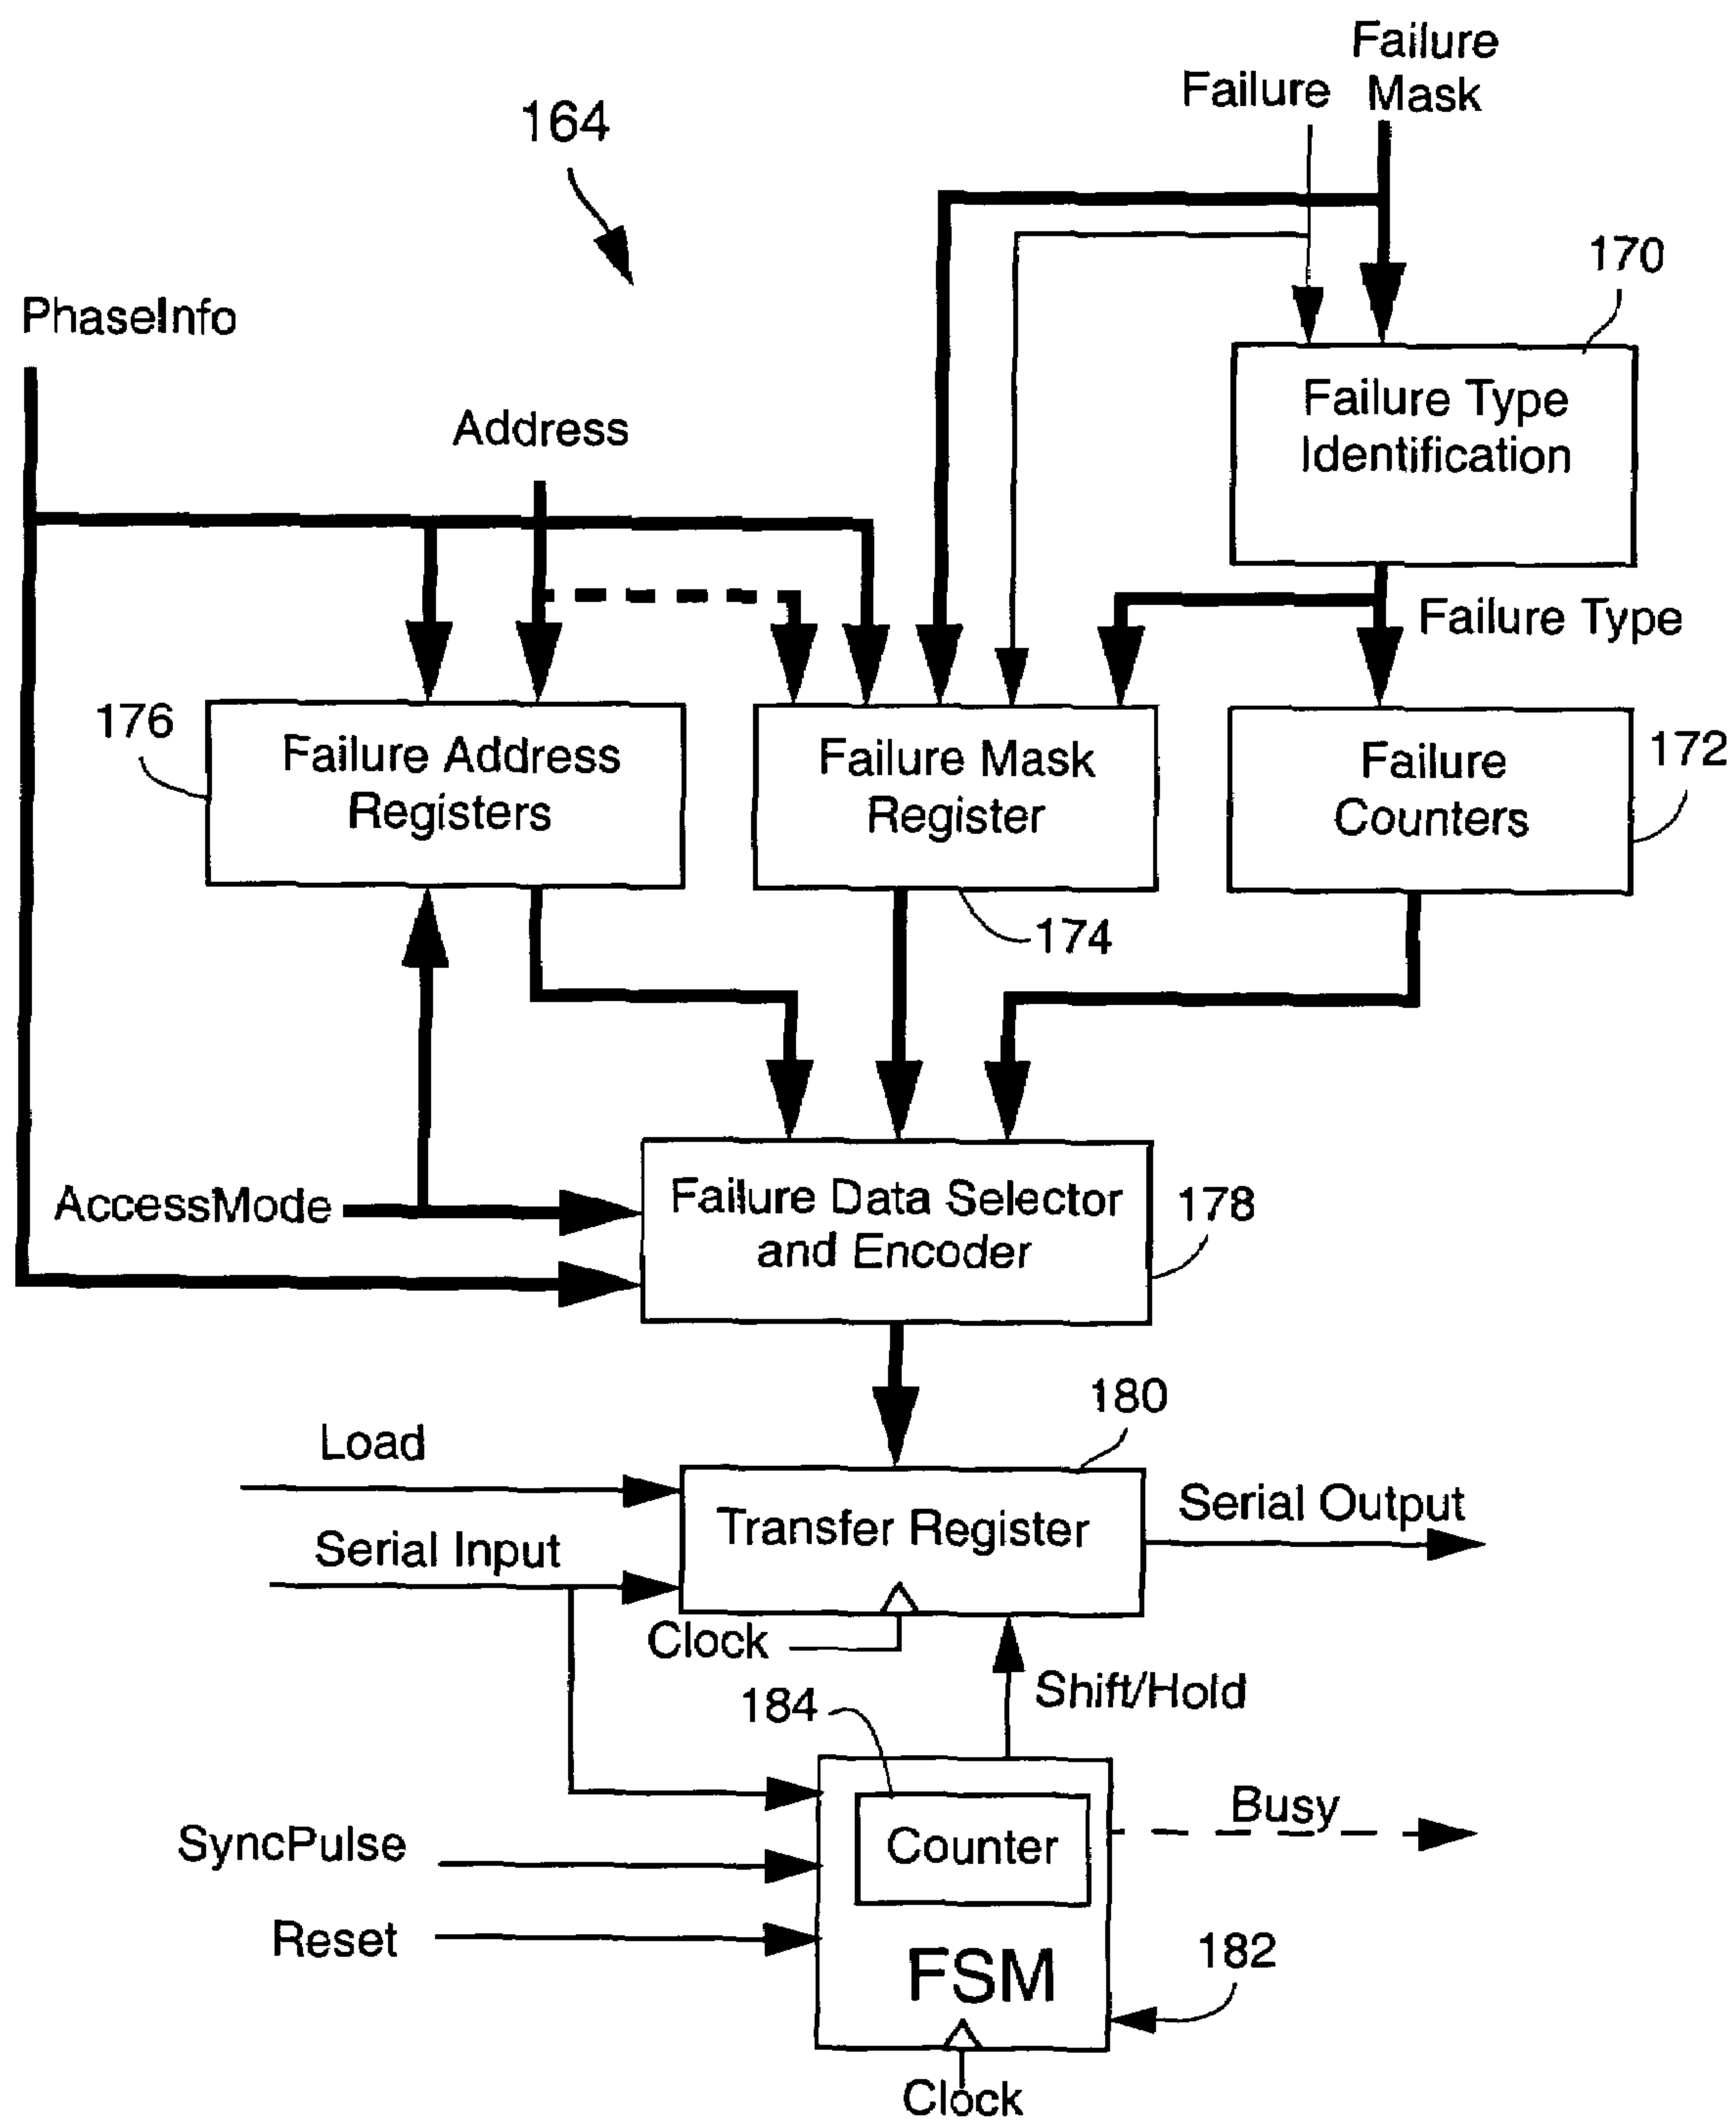 Failure
Mask
Failure
164
170
PhaseInfo
Address
Failure Type
Identification
Failure Type
176
Failure Address
Registers
Failure Mask
Register
Failure
Counters
172
174
AccessMode
Failure Data Selector
and Encoder
178
180
Load
Transfer Register
Serial Output
Serial Input
Clock
Shift/Hold
184
Busy
Counter
SyncPulse
Reset
FSM
182
Clock